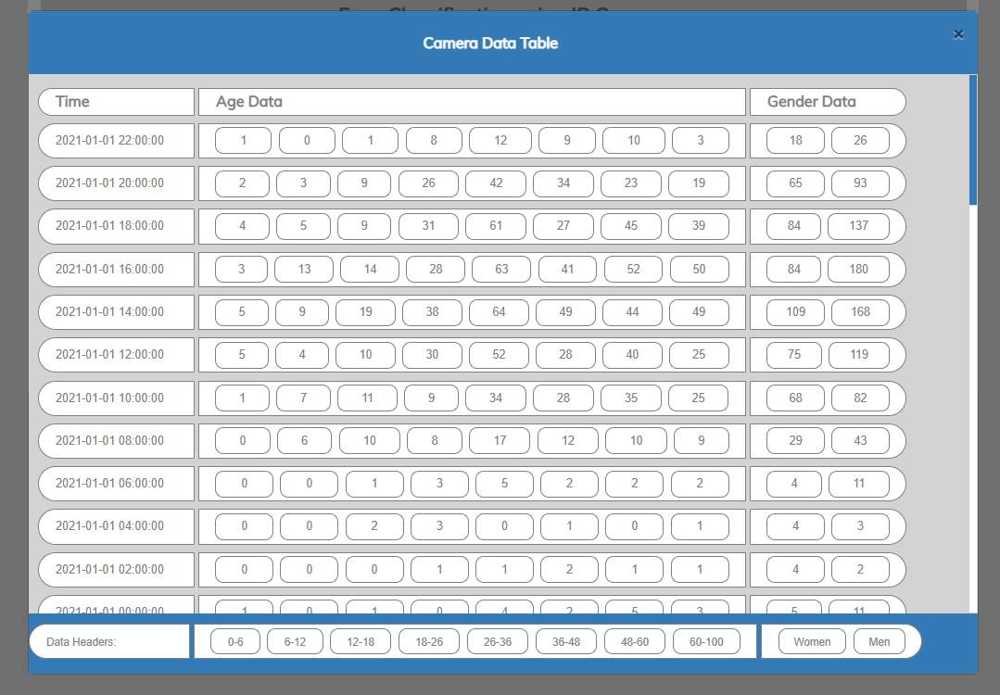 Camera Data Table ×
Time Age Data Gender Data
2021-01-01 22:00:00 1 0 1 8 12 9 10 3 18 26
2021-01-01 20:00:00 2 3 9 26 42 34 23 19 65 93
2021-01-01 18:00:00 4 5 9 31 61 27 45 39 84 137
2021-01-01 16:00:00 3 13 14 28 63 41 52 50 84 180
2021-01-01 14:00:00 5 9 19 38 64 49 44 49 109 168
2021-01-01 12:00:00 5 4 10 30 52 28 40 25 75 119
2021-01-01 10:00:00 1 7 11 9 34 28 35 25 68 82
2021-01-01 08:00:00 0 6 10 8 17 12 10 9 29 43
2021-01-01 06:00:00 0 0 1 3 5 2 2 2 4 11
2021-01-01 04:00:00 0 0 2 3 0 1 0 1 4 3
2021-01-01 02:00:00 0 0 0 1 1 2 1 1 4 2
2021-01-01 00:00:00 1 0 1 0 4 2 5 3 5 11
Data Headers: 0-6 6-12 12-18 18-26 26-36 36-48 48-60 60-100 Women Men